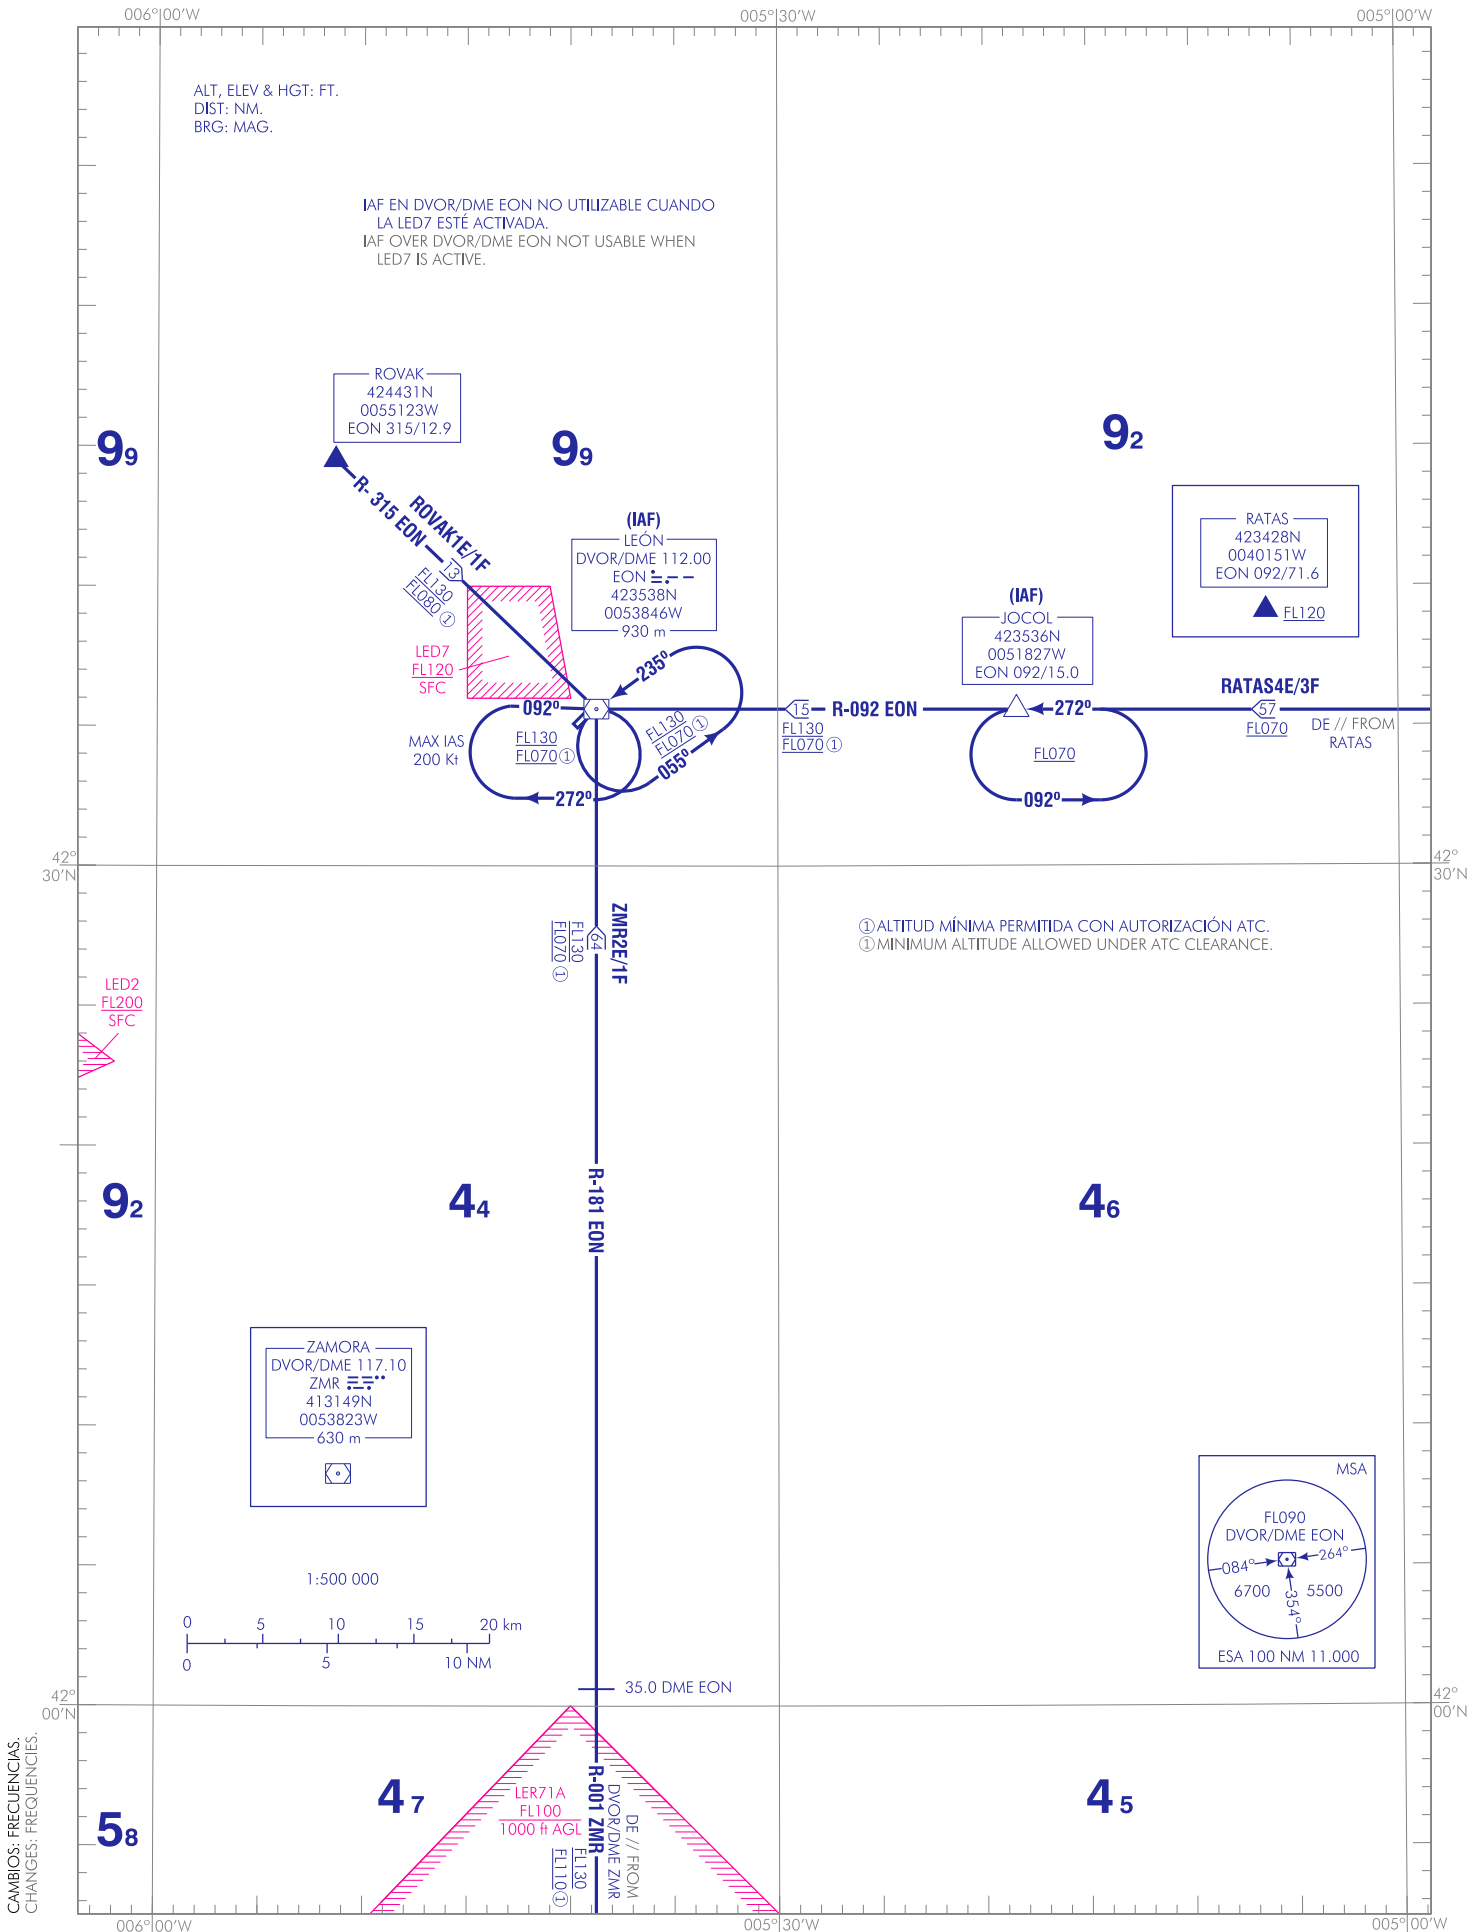 006°00'W
005°30'W
005°00'W
ALT, ELEV & HGT: FT.
DIST: NM.
BRG: MAG.
IAF EN DVOR/DME EON NO UTILIZABLE CUANDO
LA LED7 ESTÉ ACTIVADA.
IAF OVER DVOR/DME EON NOT USABLE WHEN
LED7 IS ACTIVE.
ROVAK
424431N
0055123W
EON 315/12.9
99
99
92
R- 315 EON
ROVAK1E/1F
13
FL130
FL080 ①
(IAF)
LEÓN
DVOR/DME 112.00
EON
423538N
0053846W
930 m
RATAS
423428N
0040151W
EON 092/71.6
FL120
(IAF)
JOCOL
423536N
0051827W
EON 092/15.0
LED7
FL120
SFC
235º
092º
MAX IAS
200 Kt
FL130
FL070 ①
272º
FL130
FL070 ①
055º
15
R-092 EON
FL130
FL070 ①
272º
FL070
092º
RATAS4E/3F
57
FL070
DE // FROM
RATAS
42°
30'N
42°
30'N
ZMR2E/1F
64
FL130
FL070 ①
① ALTITUD MÍNIMA PERMITIDA CON AUTORIZACIÓN ATC.
① MINIMUM ALTITUDE ALLOWED UNDER ATC CLEARANCE.
LED2
FL200
SFC
92
44
46
R-181 EON
ZAMORA
DVOR/DME 117.10
ZMR
413149N
0053823W
630 m
MSA
FL090
DVOR/DME EON
084°
264°
6700
5500
354°
ESA 100 NM 11.000
1:500 000
0 5 10 15 20 km
0 5 10 NM
35.0 DME EON
42°
00'N
42°
00'N
58
47
45
LER71A
FL100
1000 ft AGL
R-001 ZMR
DE // FROM
DVOR/DME ZMR
FL130
FL110①
CAMBIOS: FRECUENCIAS.
CHANGES: FREQUENCIES.
006°00'W
005°30'W
005°00'W